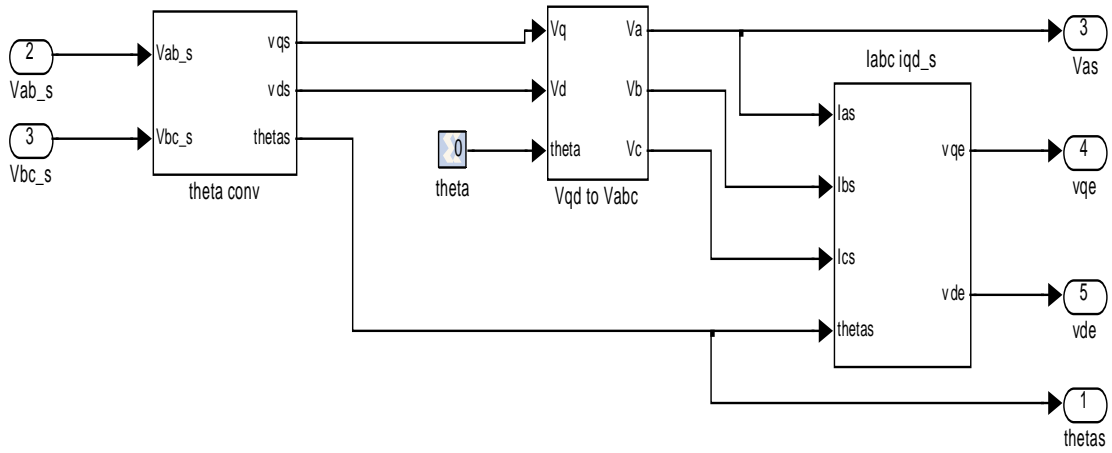 2
Vab_s
3
Vbc_s
Vab_s
Vbc_s
vqs
vds
thetas
theta conv
0
theta
Vq
Vd
theta
Va
Vb
Vc
Vqd to Vabc
Iabc iqd_s
Ias
Ibs
Ics
thetas
vqe
vde
3
Vas
4
vqe
5
vde
1
thetas